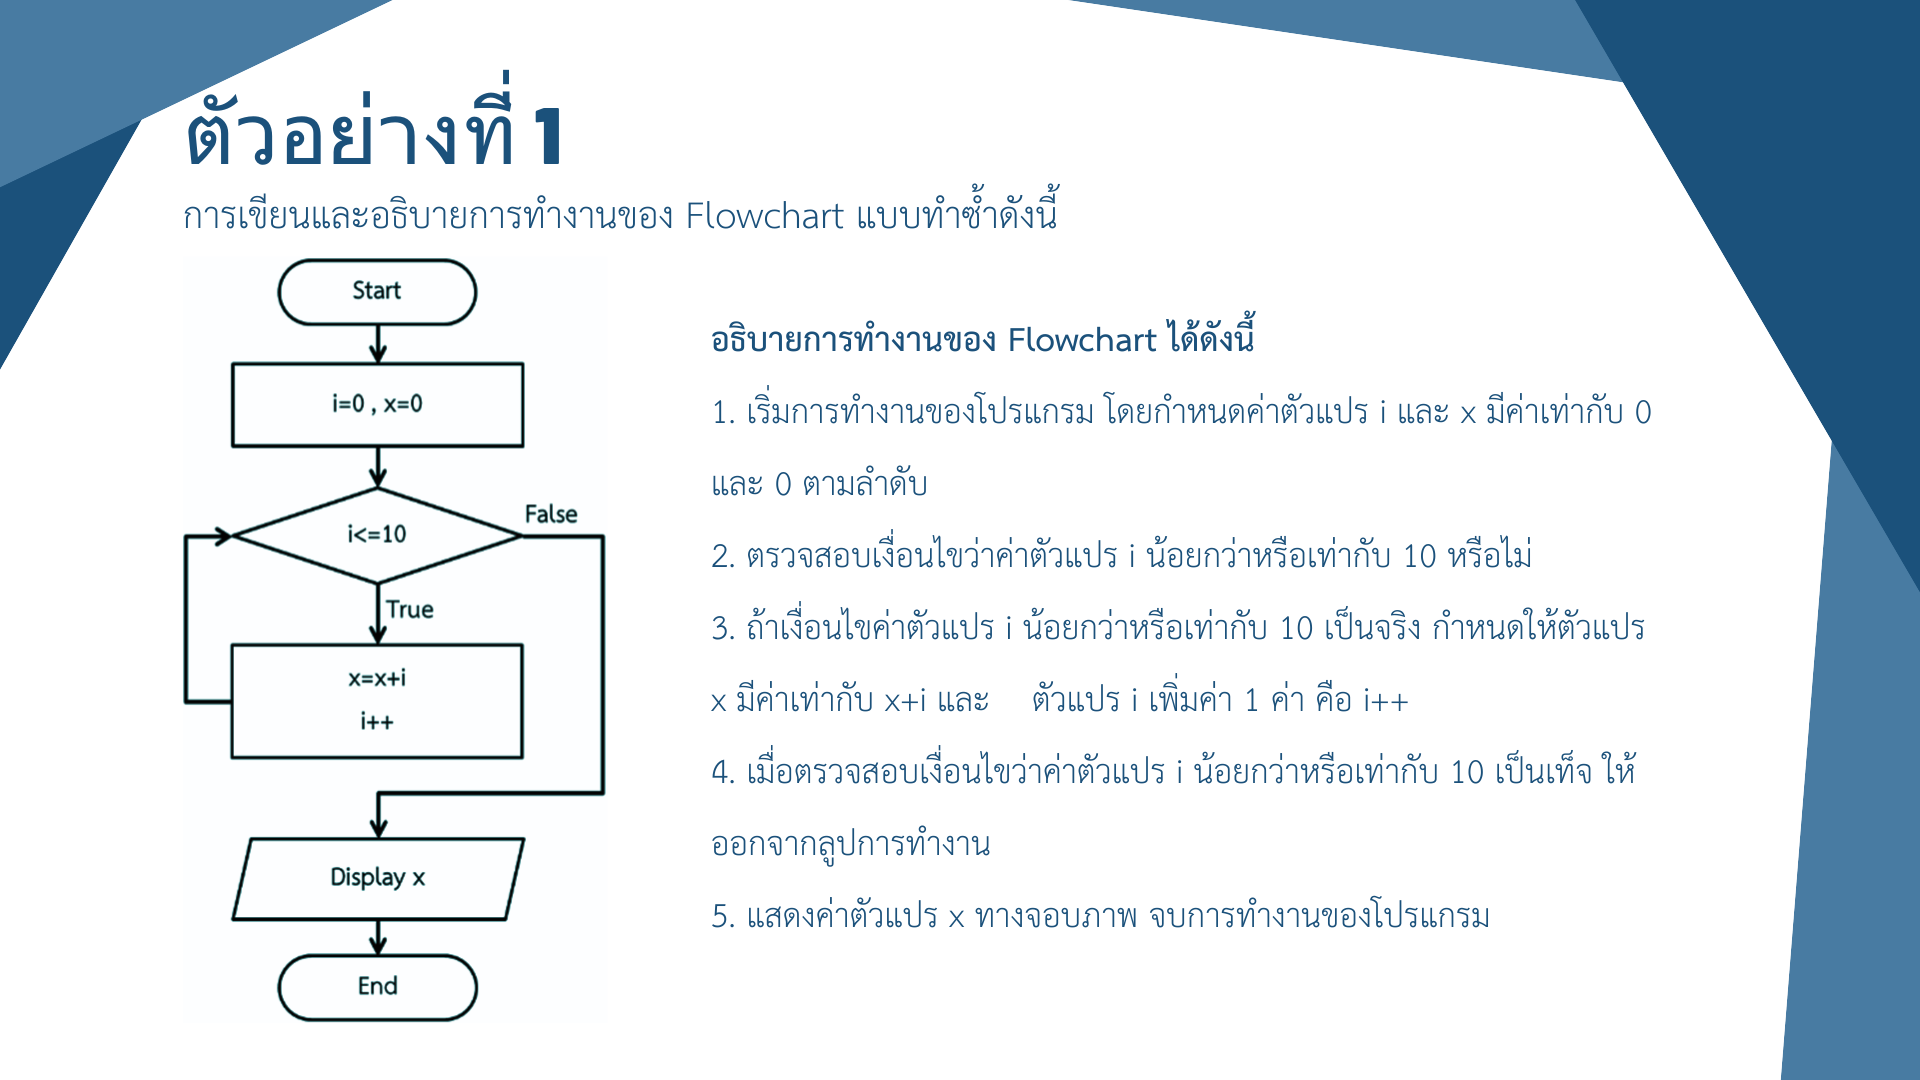 ตัวอย่างที่ 1
การเขียนและอธิบายการทำงานของ Flowchart แบบทำซ้ำดังนี้
Start
i=0 , x=0
i<=10
False
True
x=x+i
i++
Display x
End
อธิบายการทำงานของ Flowchart ได้ดังนี้
1. เริ่มการทำงานของโปรแกรม โดยกำหนดค่าตัวแปร i และ x มีค่าเท่ากับ 0
และ 0 ตามลำดับ
2. ตรวจสอบเงื่อนไขว่าค่าตัวแปร i น้อยกว่าหรือเท่ากับ 10 หรือไม่
3. ถ้าเงื่อนไขค่าตัวแปร i น้อยกว่าหรือเท่ากับ 10 เป็นจริง กำหนดให้ตัวแปร
x มีค่าเท่ากับ x+i และ    ตัวแปร i เพิ่มค่า 1 ค่า คือ i++
4. เมื่อตรวจสอบเงื่อนไขว่าค่าตัวแปร i น้อยกว่าหรือเท่ากับ 10 เป็นเท็จ ให้
ออกจากลูปการทำงาน
5. แสดงค่าตัวแปร x ทางจอบภาพ จบการทำงานของโปรแกรม